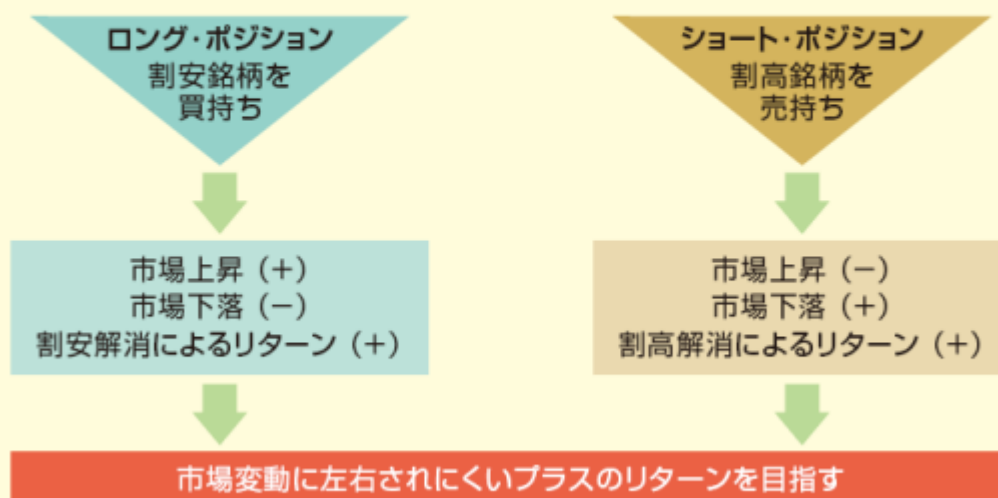 ロング・ポジション
割安銘柄を
買持ち
ショート・ポジション
割高銘柄を
売持ち
市場上昇（+）
市場下落（−）
割安解消によるリターン（+）
市場上昇（−）
市場下落（+）
割高解消によるリターン（+）
市場変動に左右されにくいプラスのリターンを目指す